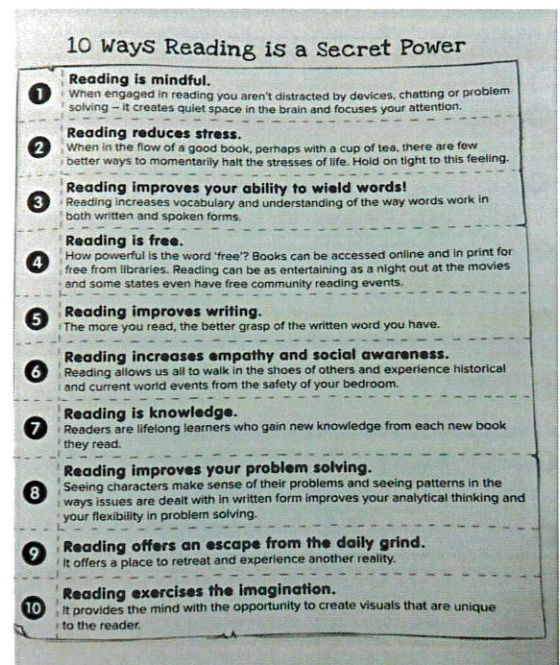 10 Ways Reading is a Secret Power
1
Reading is mindful.
When engaged in reading you aren't distracted by devices, chatting or problem
solving – it creates quiet space in the brain and focuses your attention.
2
Reading reduces stress.
When in the flow of a good book, perhaps with a cup of tea, there are few
better ways to momentarily halt the stresses of life. Hold on tight to this feeling.
3
Reading improves your ability to wield words!
Reading increases vocabulary and understanding of the way words work in
both written and spoken forms.
4
Reading is free.
How powerful is the word 'free'? Books can be accessed online and in print for
free from libraries. Reading can be as entertaining as a night out at the movies
and some states even have free community reading events.
5
Reading improves writing.
The more you read, the better grasp of the written word you have.
6
Reading increases empathy and social awareness.
Reading allows us all to walk in the shoes of others and experience historical
and current world events from the safety of your bedroom.
7
Reading is knowledge.
Readers are lifelong learners who gain new knowledge from each new book
they read.
8
Reading improves your problem solving.
Seeing characters make sense of their problems and seeing patterns in the
ways issues are dealt with in written form improves your analytical thinking and
your flexibility in problem solving.
9
Reading offers an escape from the daily grind.
It offers a place to retreat and experience another reality.
10
Reading exercises the imagination.
It provides the mind with the opportunity to create visuals that are unique
to the reader.